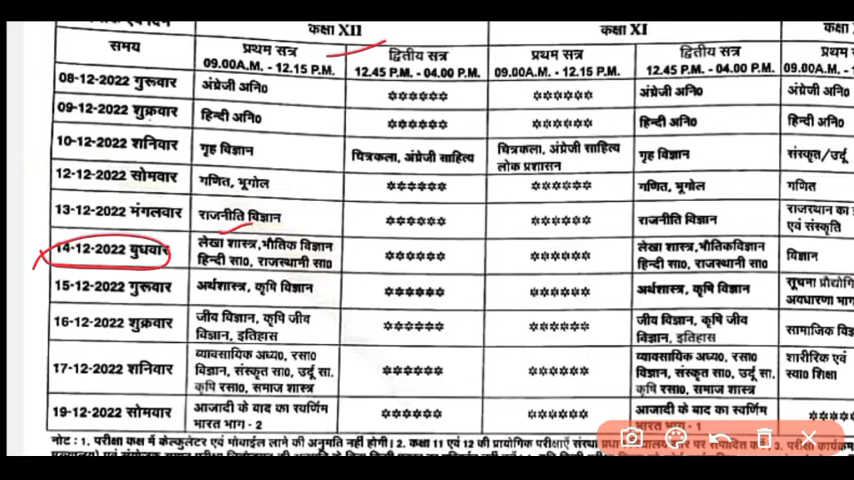 कक्षा XII कक्षा XI
समय प्रथम सत्र द्वितीय सत्र प्रथम सत्र द्वितीय सत्र प्रथम स
09.00A.M. - 12.15 P.M. 12.45 P.M. - 04.00 P.M. 09.00A.M. - 12.15 P.M. 12.45 P.M. - 04.00 P.M. 09.00A.M. - 1
08-12-2022 गुरूवार अंग्रेजी अनि0 ✡✡✡✡✡✡ ✡✡✡✡✡✡ अंग्रेजी अनि0 अंग्रेजी अनि0
09-12-2022 शुक्रवार हिन्दी अनि0 ✡✡✡✡✡✡ ✡✡✡✡✡✡ हिन्दी अनि0 हिन्दी अनि0
10-12-2022 शनिवार गृह विज्ञान चित्रकला, अंग्रेजी साहित्य चित्रकला, अंग्रेजी साहित्य गृह विज्ञान संस्कृत/उर्दू
लोक प्रशासन
12-12-2022 सोमवार गणित, भूगोल ✡✡✡✡✡✡ ✡✡✡✡✡✡ गणित, भूगोल गणित
13-12-2022 मंगलवार राजनीति विज्ञान ✡✡✡✡✡✡ ✡✡✡✡✡✡ राजनीति विज्ञान राजस्थान का
एवं संस्कृति
14-12-2022 बुधवार लेखा शास्त्र,भौतिक विज्ञान ✡✡✡✡✡✡ ✡✡✡✡✡✡ लेखा शास्त्र,भौतिकविज्ञान विज्ञान
हिन्दी सा0, राजस्थानी सा0 हिन्दी सा0, राजस्थानी सा0
15-12-2022 गुरूवार अर्थशास्त्र, कृषि विज्ञान ✡✡✡✡✡✡ ✡✡✡✡✡✡ अर्थशास्त्र, कृषि विज्ञान सूचना प्रौद्योगि
अवधारणा भाग
16-12-2022 शुक्रवार जीव विज्ञान, कृषि जीव ✡✡✡✡✡✡ ✡✡✡✡✡✡ जीव विज्ञान, कृषि जीव सामाजिक वि
विज्ञान, इतिहास विज्ञान, इतिहास
17-12-2022 शनिवार व्यावसायिक अध्य0, रसा0 ✡✡✡✡✡✡ ✡✡✡✡✡✡ व्यावसायिक अध्य0, रसा0 शारीरिक एवं
विज्ञान, संस्कृत सा0, उर्दू सा. विज्ञान, संस्कृत सा0, उर्दू सा. स्वा0 शिक्षा
कृषि रसा0, समाज शास्त्र कृषि रसा0, समाज शास्त्र
19-12-2022 सोमवार आजादी के बाद का स्वर्णिम ✡✡✡✡✡✡ ✡✡✡✡✡✡ आजादी के बाद का स्वर्णिम ✡✡✡✡
भारत भाग - 2 भारत भाग - 1
नोट : 1. परीक्षा कक्ष में केल्कुलेटर एवं मोबाईल लाने की अनुमति नही होगी | 2. कक्षा 11 एवं 12 की प्रायोगिक परीक्षाऐं संस्था 3. परीक्षा कार्यक्रम